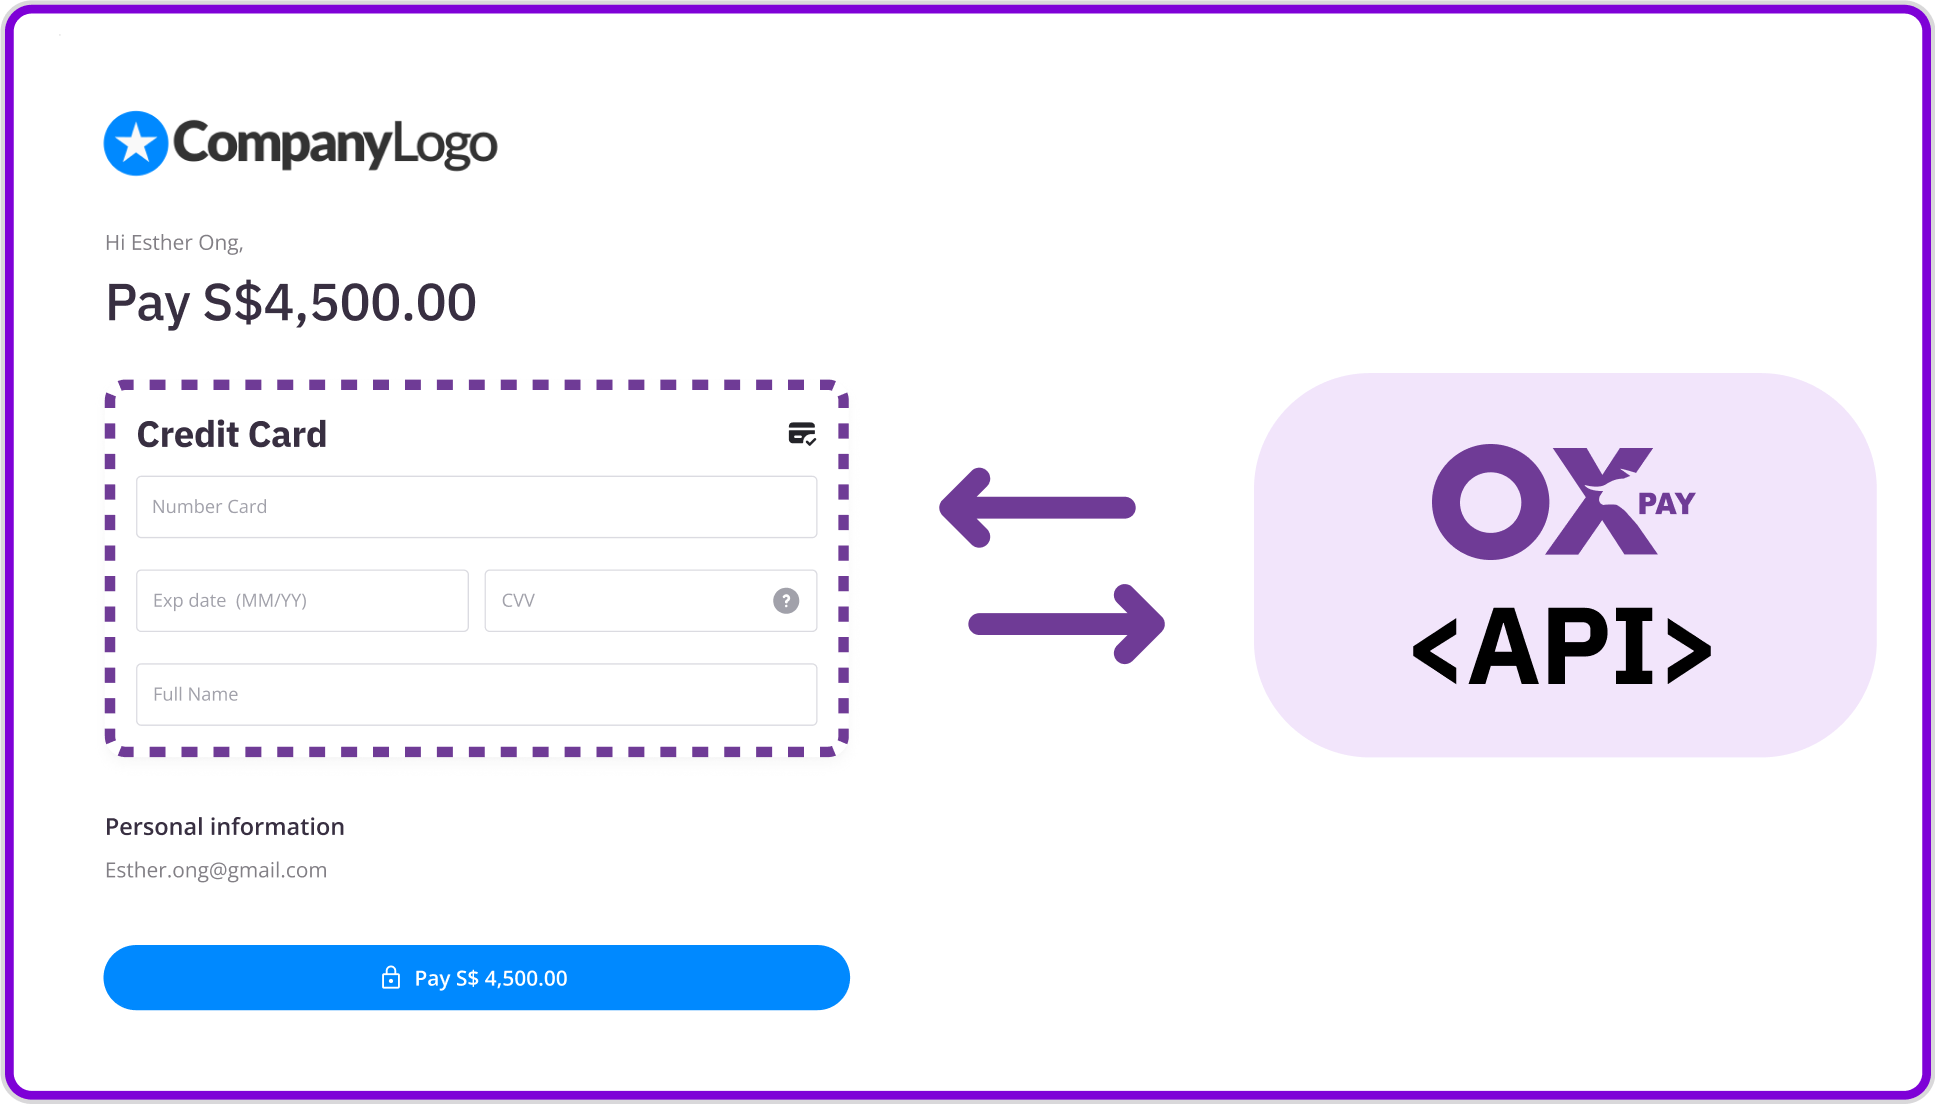 CompanyLogo
Hi Esther Ong,
Pay S$4,500.00
Credit Card
Number Card
Exp date (MM/YY)
CVV
?
Full Name
Personal information
Esther.ong@gmail.com
Pay S$ 4,500.00
OX PAY
<API>